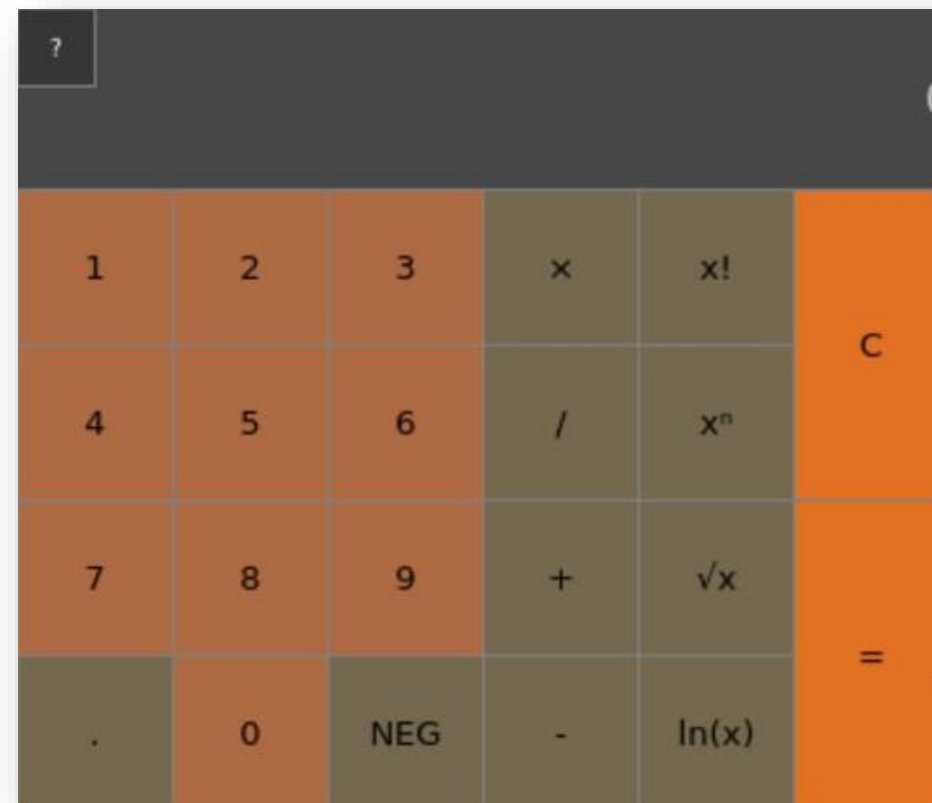 ?
1 2 3 × x!
C
4 5 6 / xⁿ
7 8 9 + √x
=
. 0 NEG - ln(x)